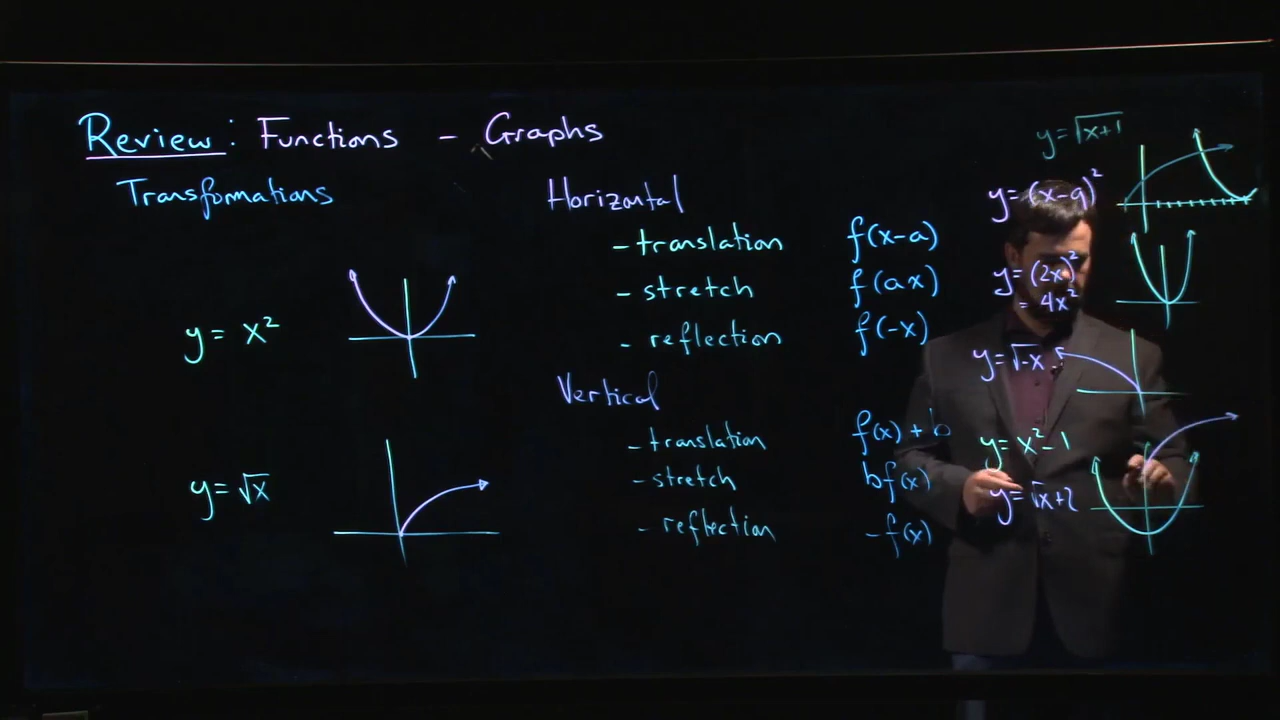 Review: Functions - Graphs
Transformations
y = x²
y = √x
Horizontal
- translation f(x-a)
- stretch f(ax)
- reflection f(-x)
Vertical
- translation f(x) + b
- stretch bf(x)
- reflection -f(x)
y = √x+1
y = (x-9)²
y = (2x)²
= 4x²
y = √-x
y = x² - 1
y = √x + 2